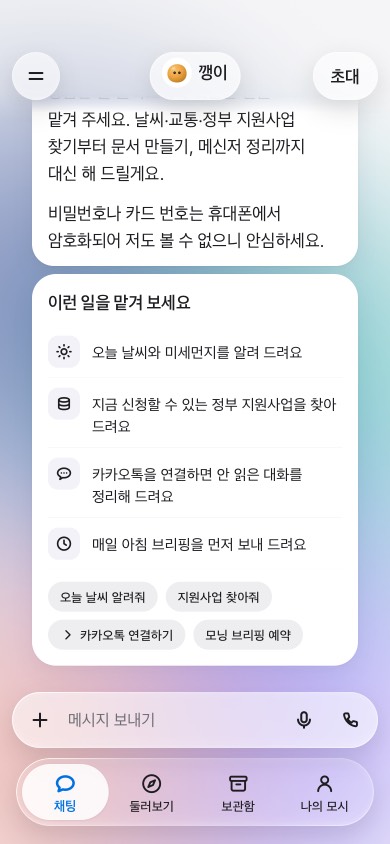 깽이
초대
맡겨 주세요. 날씨·교통·정부 지원사업
찾기부터 문서 만들기, 메신저 정리까지
대신 해 드릴게요.
비밀번호나 카드 번호는 휴대폰에서
암호화되어 저도 볼 수 없으니 안심하세요.
이런 일을 맡겨 보세요
오늘 날씨와 미세먼지를 알려 드려요
지금 신청할 수 있는 정부 지원사업을 찾아
드려요
카카오톡을 연결하면 안 읽은 대화를
정리해 드려요
매일 아침 브리핑을 먼저 보내 드려요
오늘 날씨 알려줘
지원사업 찾아줘
카카오톡 연결하기
모닝 브리핑 예약
메시지 보내기
채팅
둘러보기
보관함
나의 모시